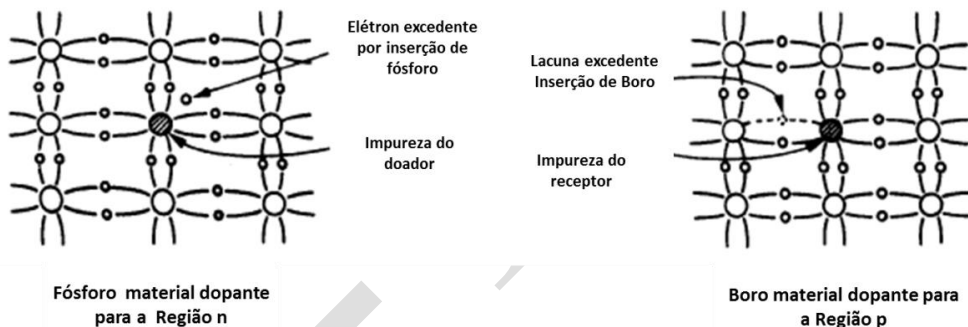 Elétron excedente
por inserção de
fósforo
Impureza do
doador
Lacuna excedente
Inserção de Boro
Impureza do
receptor
Fósforo material dopante
para a Região n
Boro material dopante para
a Região p